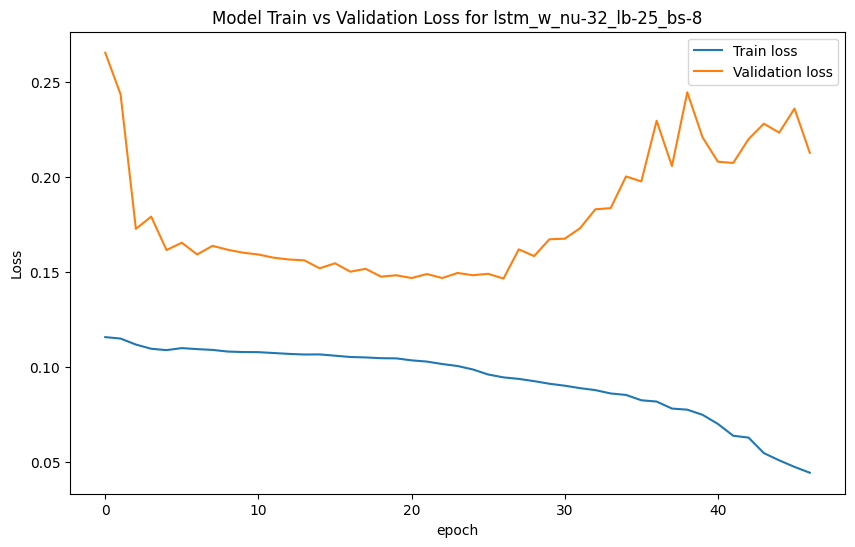 Model Train vs Validation Loss for lstm_w_nu-32_lb-25_bs-8
Train loss
Validation loss
0.25
0.20
0.15
0.10
0.05
Loss
0
10
20
30
40
epoch